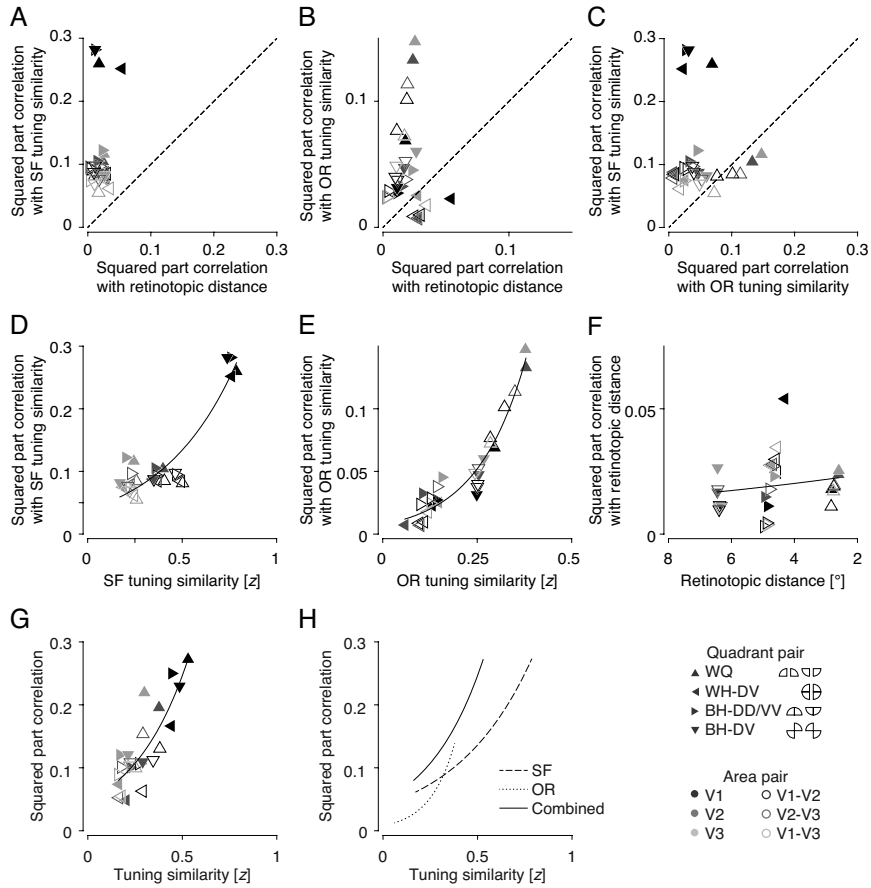 A
Squared part correlation
with SF tuning similarity
0.3
0.2
0.1
0
0
0.1
0.2
0.3
Squared part correlation
with retinotopic distance
B
Squared part correlation
with OR tuning similarity
0.1
0
0
0.1
Squared part correlation
with retinotopic distance
C
Squared part correlation
with SF tuning similarity
0.3
0.2
0.1
0
0
0.1
0.2
0.3
Squared part correlation
with OR tuning similarity
D
Squared part correlation
with SF tuning similarity
0.3
0.2
0.1
0
0
0.5
1
SF tuning similarity [z]
E
Squared part correlation
with OR tuning similarity
0.1
0.05
0
0
0.25
0.5
OR tuning similarity [z]
F
Squared part correlation
with retinotopic distance
0.05
0
8
6
4
2
Retinotopic distance [°]
G
Squared part correlation
0.3
0.2
0.1
0
0
0.5
1
Tuning similarity [z]
H
Squared part correlation
0.3
0.2
0.1
0
0
0.5
1
Tuning similarity [z]
SF
OR
Combined
Quadrant pair
WQ
WH-DV
BH-DD/VV
BH-DV
Area pair
V1
V1-V2
V2
V2-V3
V3
V1-V3